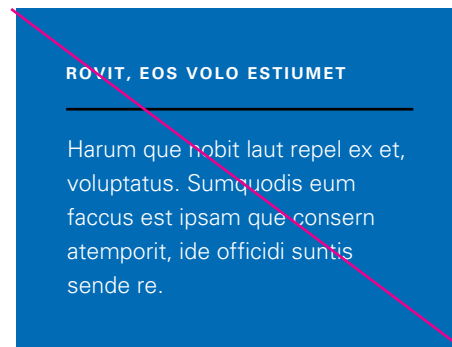 ROVIT, EOS VOLO ESTIUMET
Harum que nobit laut repel ex et,
voluptatus. Sumquodis eum
faccus est ipsam que consern
atemporit, ide officidi suntis
sende re.